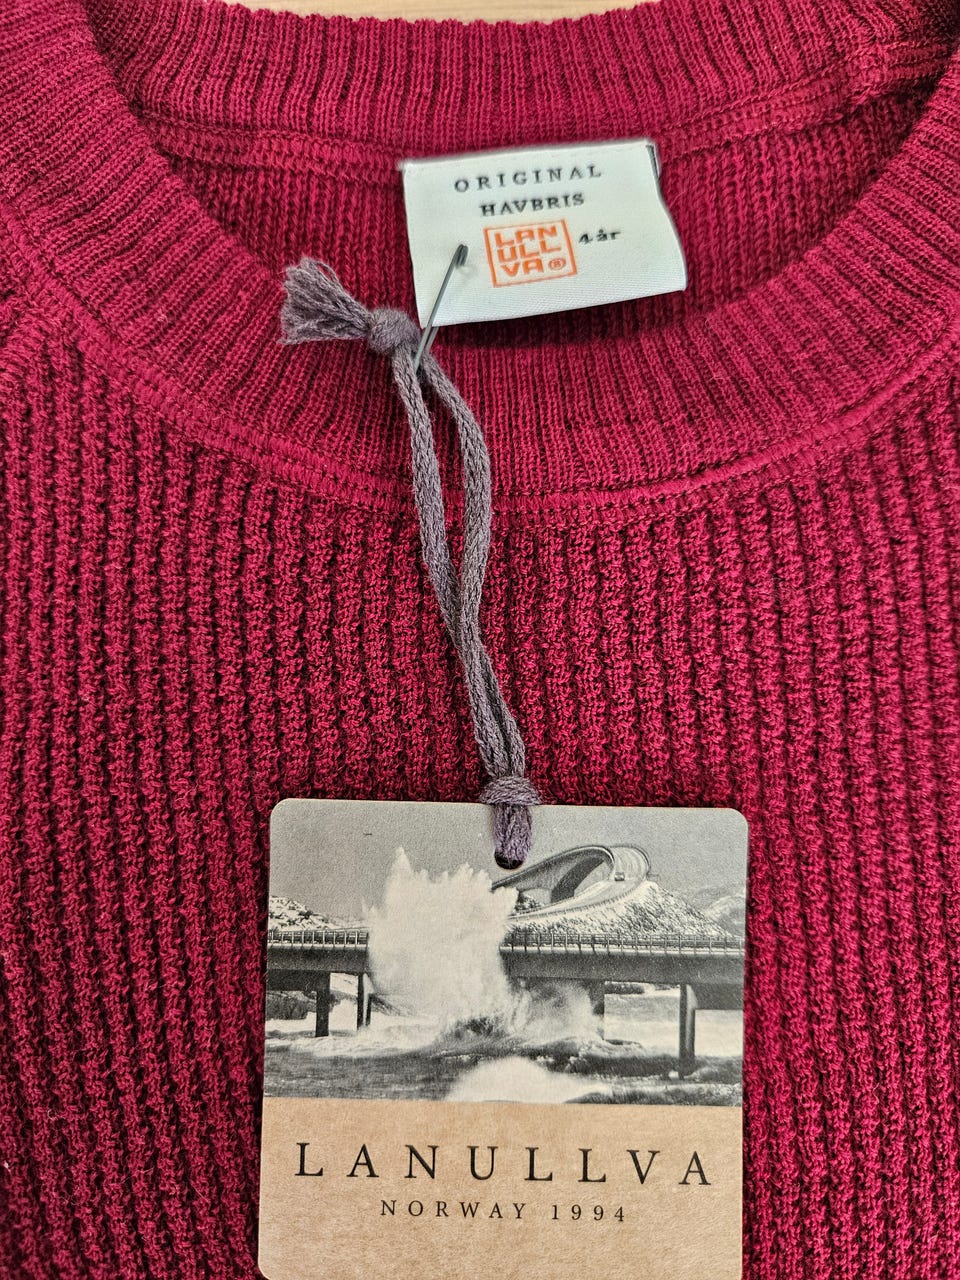 ORIGINAL
HAVBRIS
LAN
ULL
VA®
4 år
LANULLVA
NORWAY 1994